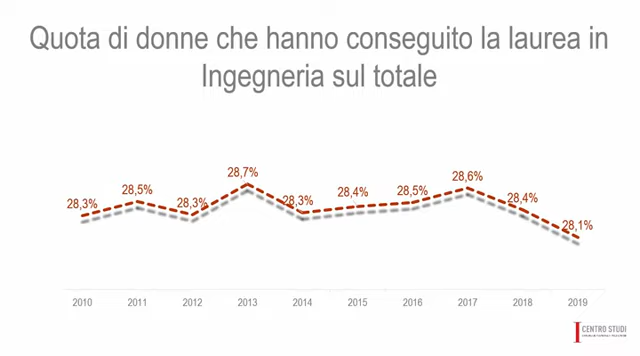 Quota di donne che hanno conseguito la laurea in
Ingegneria sul totale
28,3%
28,5%
28,3%
28,7%
28,3%
28,4%
28,5%
28,6%
28,4%
28,1%
2010 2011 2012 2013 2014 2015 2016 2017 2018 2019
CENTRO STUDI